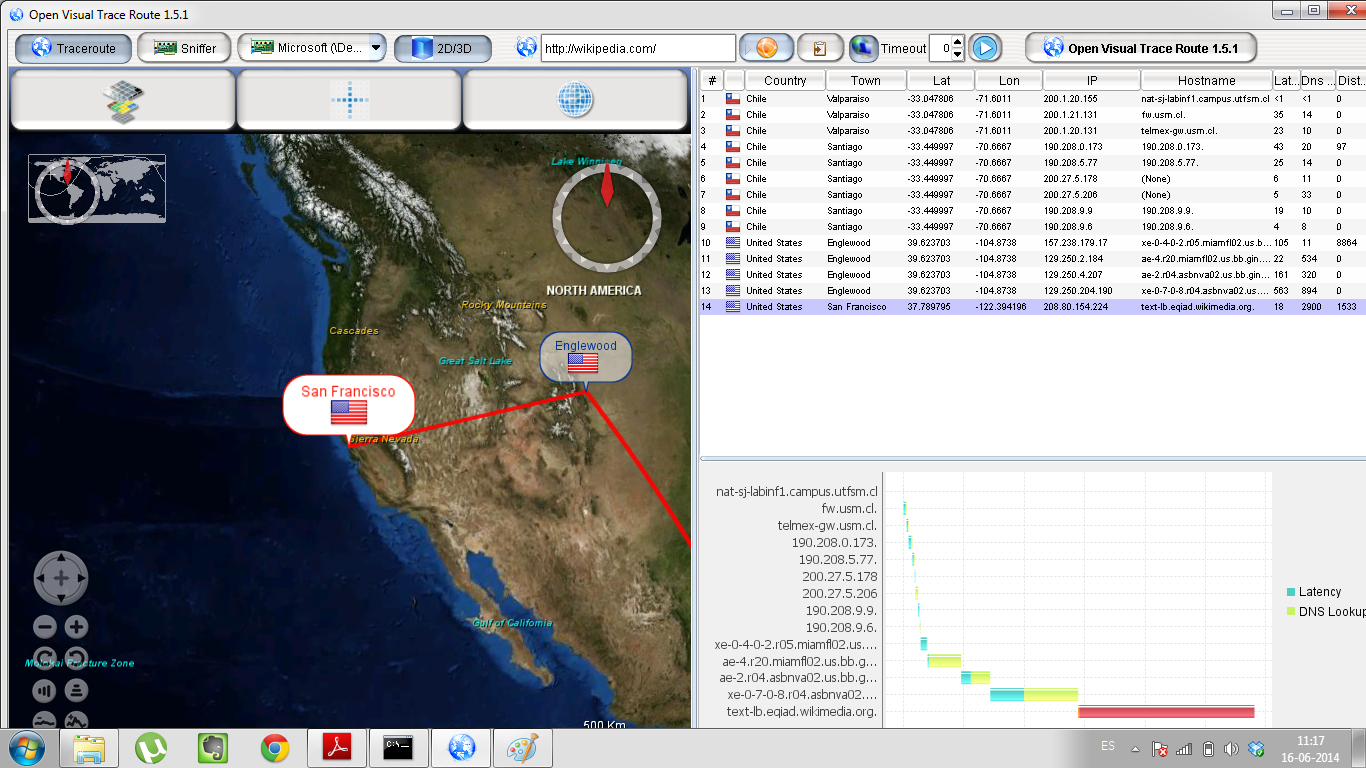 Open Visual Trace Route 1.5.1
Traceroute Sniffer Microsoft (\De... 2D/3D http://wikipedia.com/ Timeout 0 Open Visual Trace Route 1.5.1
# Country Town Lat Lon IP Hostname Lat... Dns ... Dist
1 Chile Valparaiso -33.047806 -71.6011 200.1.20.155 nat-sj-labinf1.campus.utfsm.cl 0 <1 0
2 Chile Valparaiso -33.047806 -71.6011 200.1.21.131 fw.usm.cl. 35 14 0
3 Chile Valparaiso -33.047806 -71.6011 200.1.20.131 telmex-gw.usm.cl. 23 10 0
4 Chile Santiago -33.449997 -70.6667 190.208.0.173 190.208.0.173. 43 20 97
5 Chile Santiago -33.449997 -70.6667 190.208.5.77 190.208.5.77. 25 14 0
6 Chile Santiago -33.449997 -70.6667 200.27.5.178 (None) 6 11 0
7 Chile Santiago -33.449997 -70.6667 200.27.5.206 (None) 5 33 0
8 Chile Santiago -33.449997 -70.6667 190.208.9.9 190.208.9.9. 19 10 0
9 Chile Santiago -33.449997 -70.6667 190.208.9.6 190.208.9.6. 4 8 0
10 United States Englewood 39.623703 -104.8738 157.238.179.17 xe-0-4-0-2.r05.miamfl02.us.b... 105 11 8864
11 United States Englewood 39.623703 -104.8738 129.250.2.184 ae-4.r20.miamfl02.us.bb.gin.... 22 534 0
12 United States Englewood 39.623703 -104.8738 129.250.4.207 ae-2.r04.asbnva02.us.bb.gin... 161 320 0
13 United States Englewood 39.623703 -104.8738 129.250.204.190 xe-0-7-0-8.r04.asbnva02.us.... 563 894 0
14 United States San Francisco 37.789795 -122.394196 208.80.154.224 text-lb.eqiad.wikimedia.org. 18 2900 1533
Lake Winnipeg
NORTH AMERICA
Rocky Mountains
Cascades
Englewood
Great Salt Lake
San Francisco
Sierra Nevada
Gulf of California
Molokai Fracture Zone
500 Km
nat-sj-labinf1.campus.utfsm.cl
fw.usm.cl.
telmex-gw.usm.cl.
190.208.0.173.
190.208.5.77.
200.27.5.178
200.27.5.206
190.208.9.9.
190.208.9.6.
xe-0-4-0-2.r05.miamfl02.us....
ae-4.r20.miamfl02.us.bb.g...
ae-2.r04.asbnva02.us.bb.g...
xe-0-7-0-8.r04.asbnva02....
text-lb.eqiad.wikimedia.org.
Latency
DNS Lookup
ES
11:17
16-06-2014